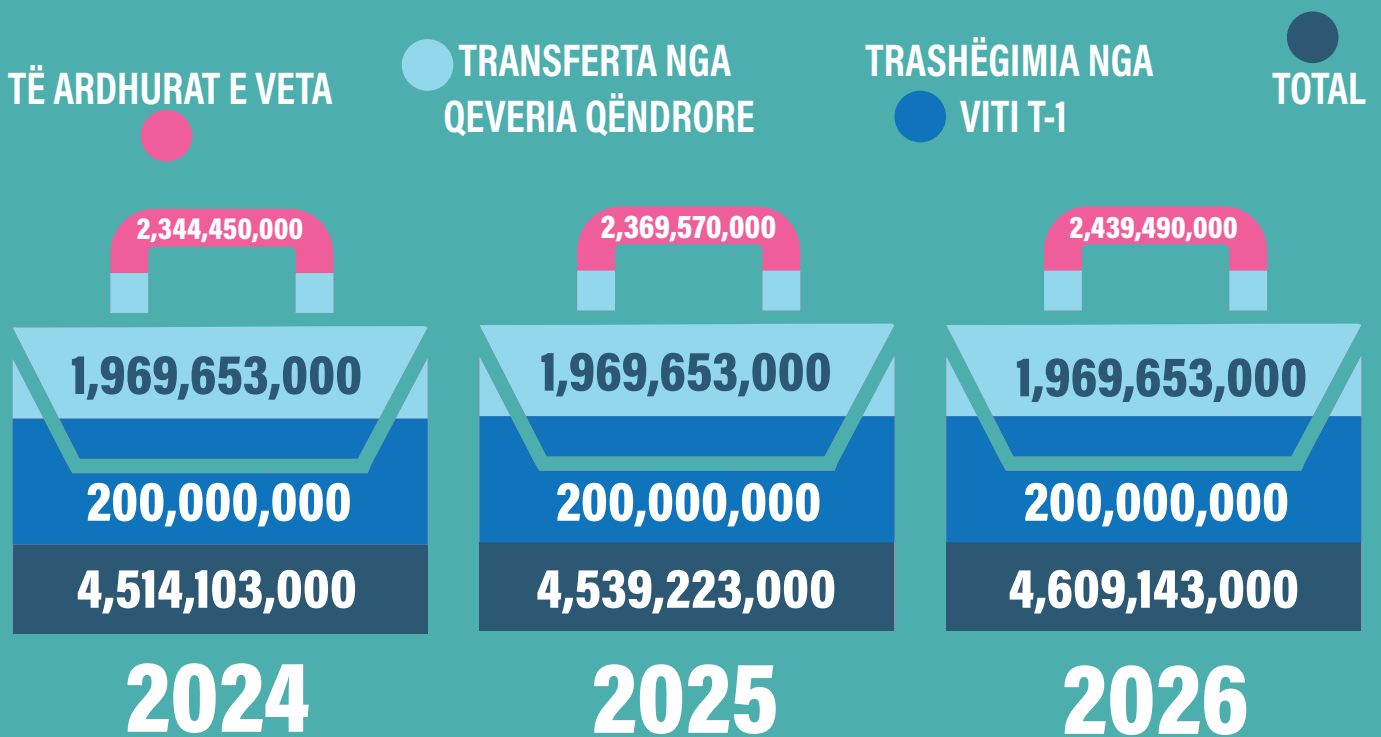 TË ARDHURAT E VETA
TRANSFERTA NGA
QEVERIA QËNDRORE
TRASHËGIMIA NGA
VITI T-1
TOTAL
2,344,450,000
1,969,653,000
200,000,000
4,514,103,000
2024
2,369,570,000
1,969,653,000
200,000,000
4,539,223,000
2025
2,439,490,000
1,969,653,000
200,000,000
4,609,143,000
2026